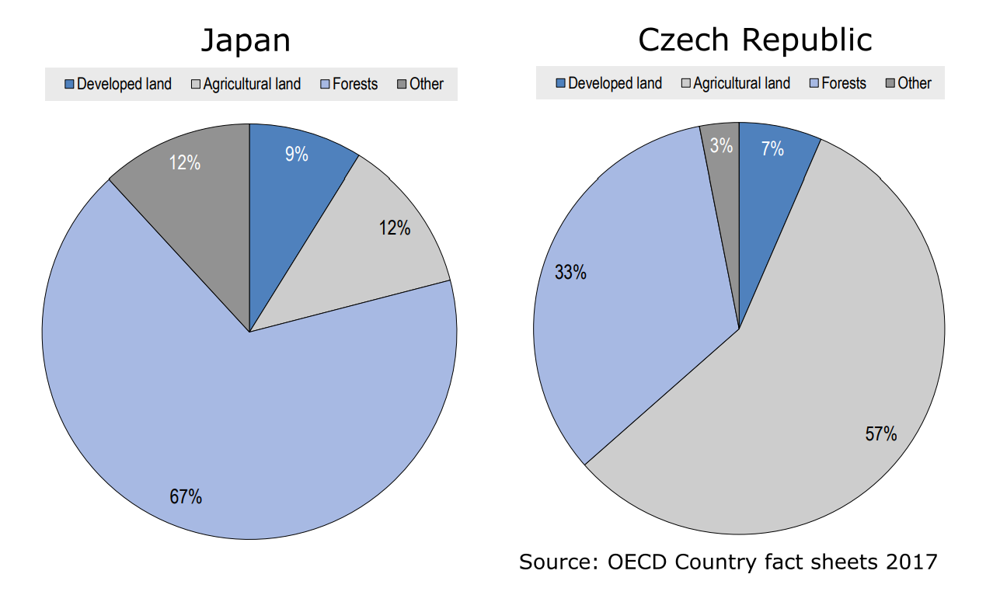 Japan
Developed land Agricultural land Forests Other
9%
12%
12%
67%
Czech Republic
Developed land Agricultural land Forests Other
3%
7%
33%
57%
Source: OECD Country fact sheets 2017